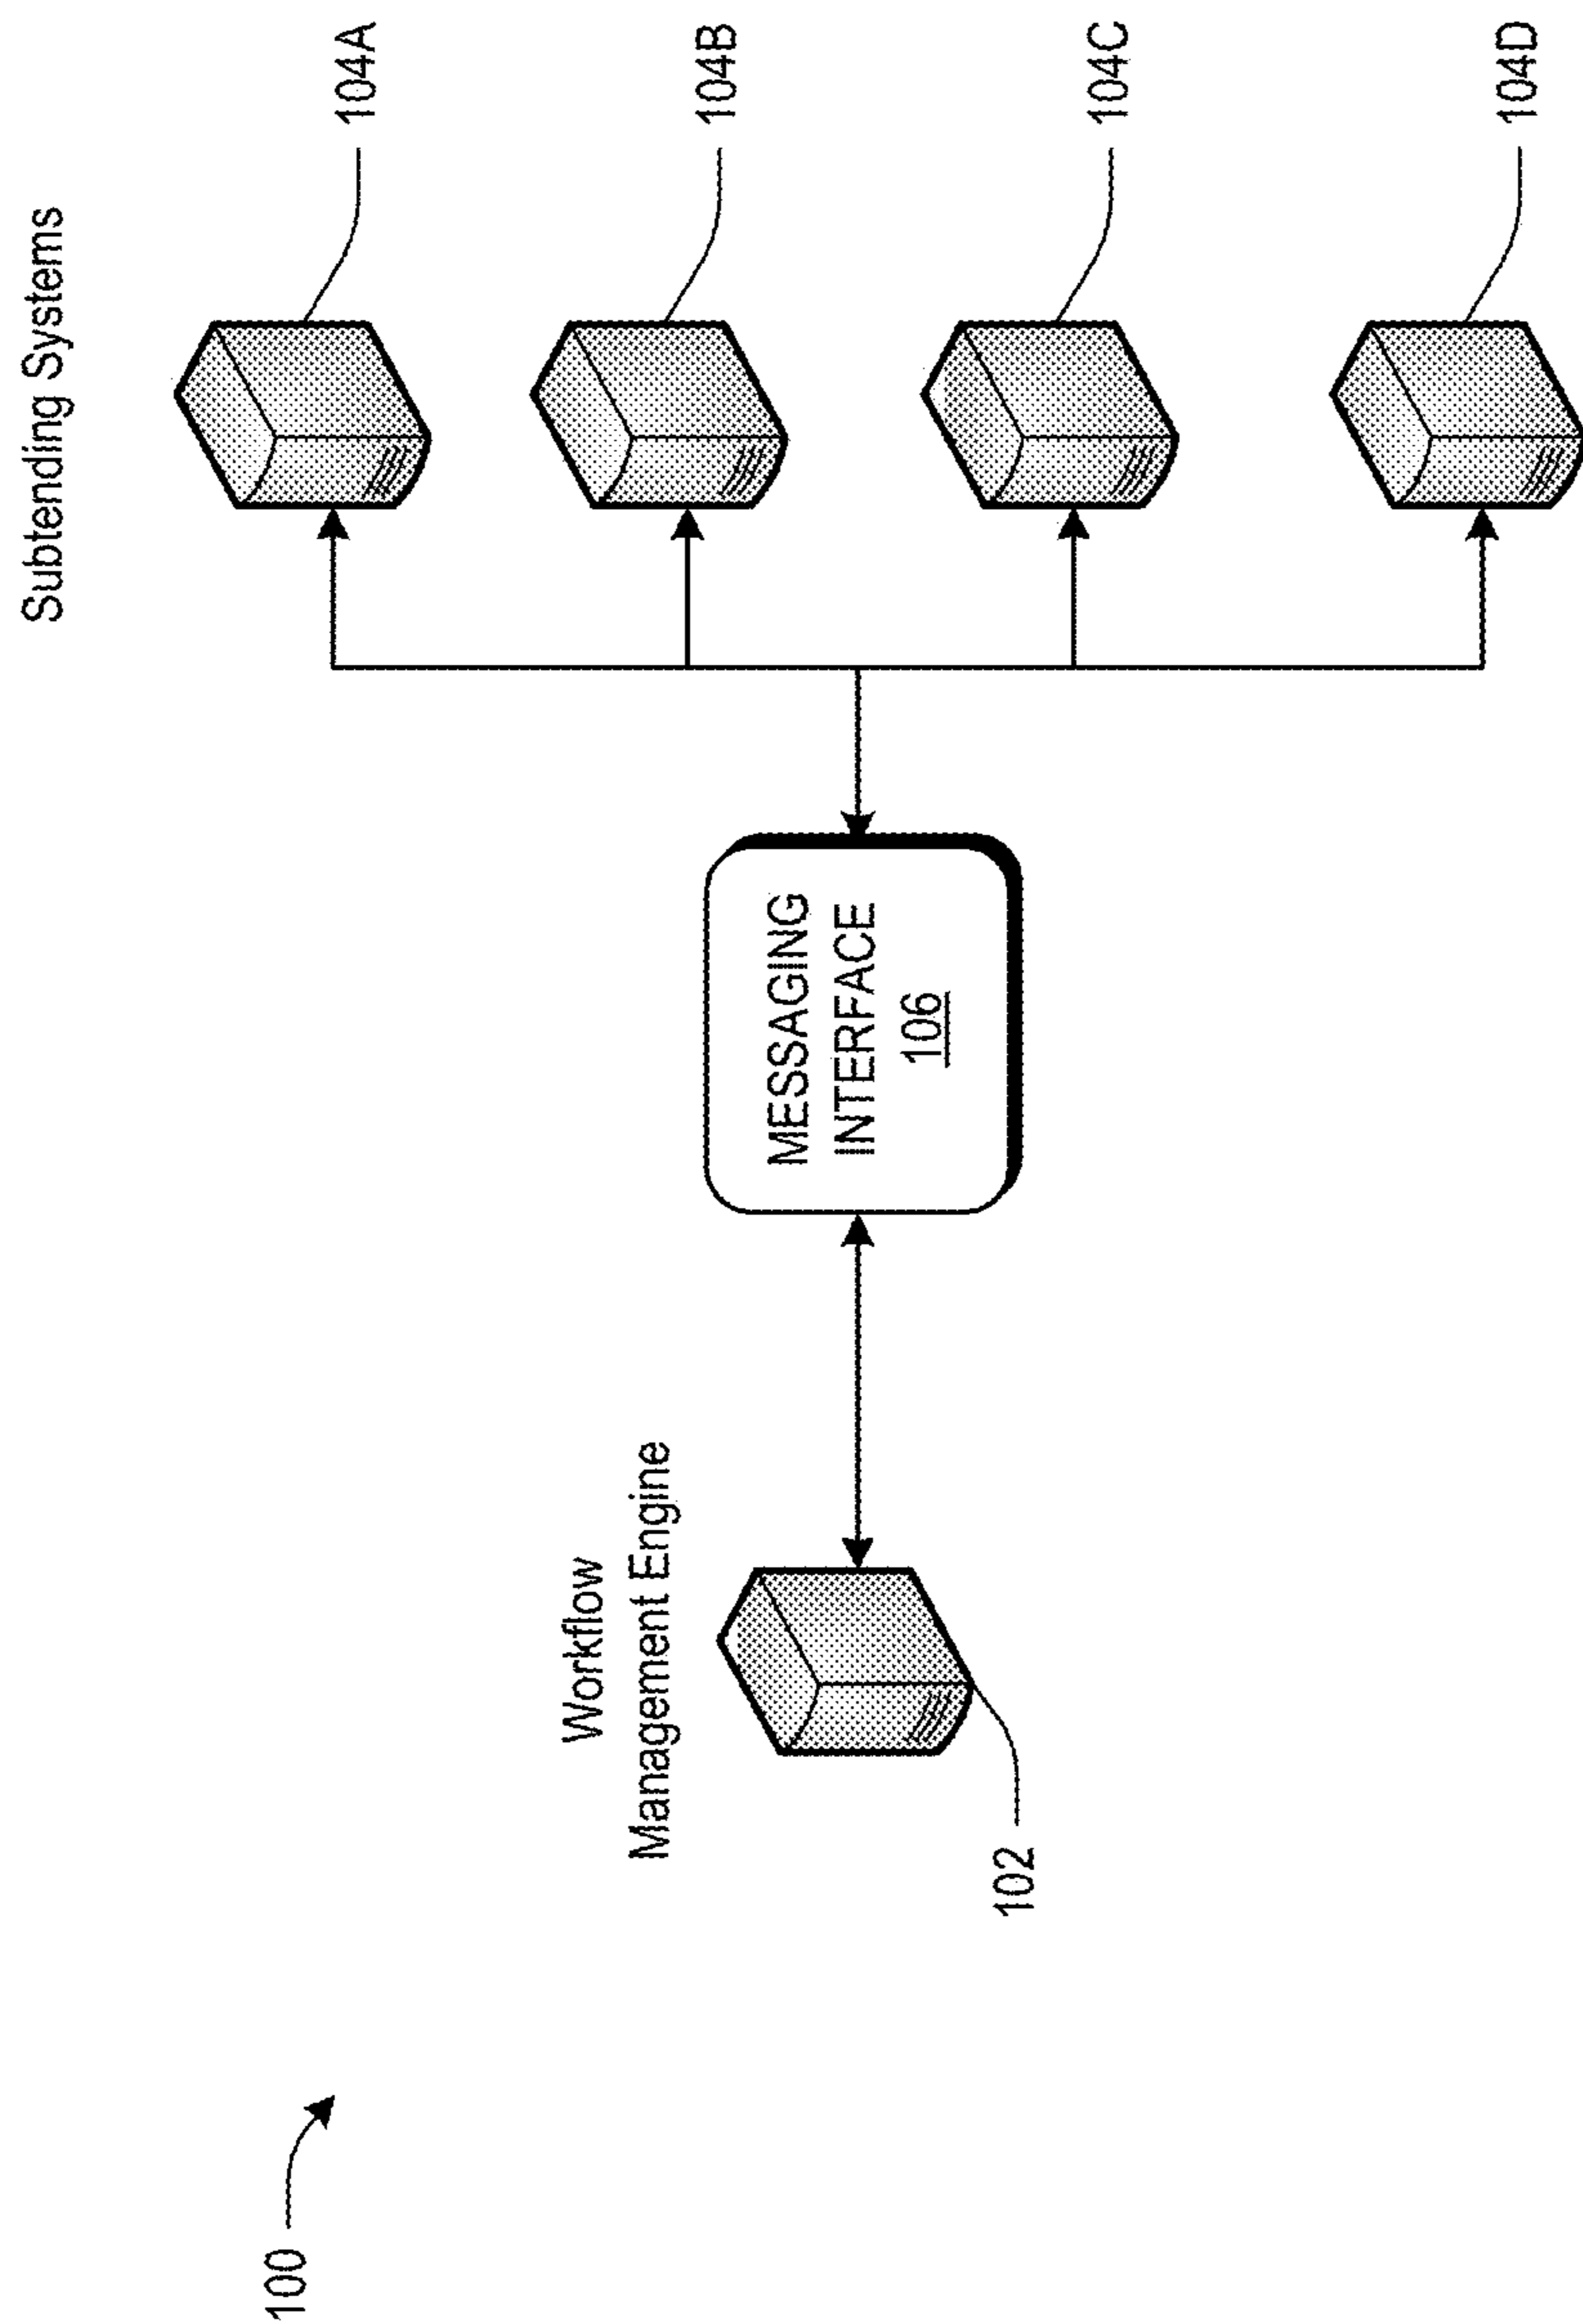 Subtending Systems
104A
104B
104C
104D
Workflow
Management Engine
MESSAGING
INTERFACE
106
102
100